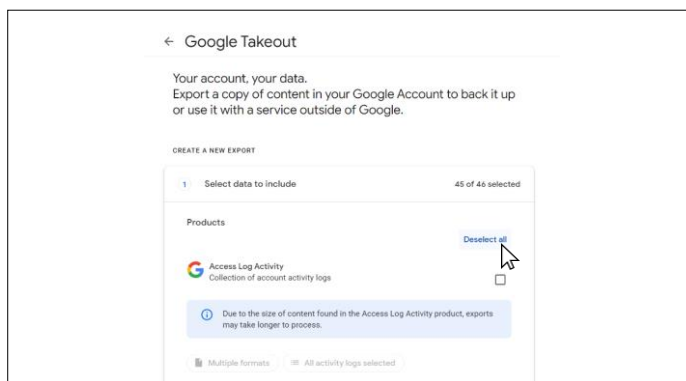 ← Google Takeout
Your account, your data.
Export a copy of content in your Google Account to back it up
or use it with a service outside of Google.
CREATE A NEW EXPORT
1 Select data to include 45 of 46 selected
Products
Deselect all
Access Log Activity
Collection of account activity logs
Due to the size of content found in the Access Log Activity product, exports
may take longer to process.
Multiple formats All activity logs selected